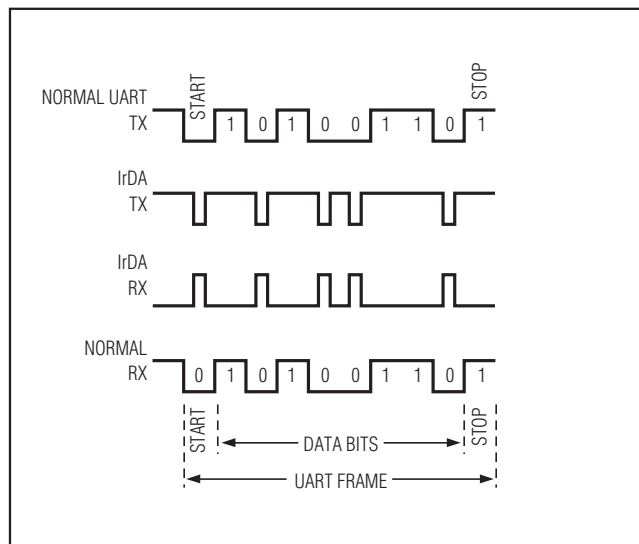 NORMAL UART
TX
START
1 0 1 0 0 1 1 0 1
STOP
IrDA
TX
IrDA
RX
NORMAL
RX
0 1 0 1 0 0 1 1 0 1
START
DATA BITS
STOP
UART FRAME